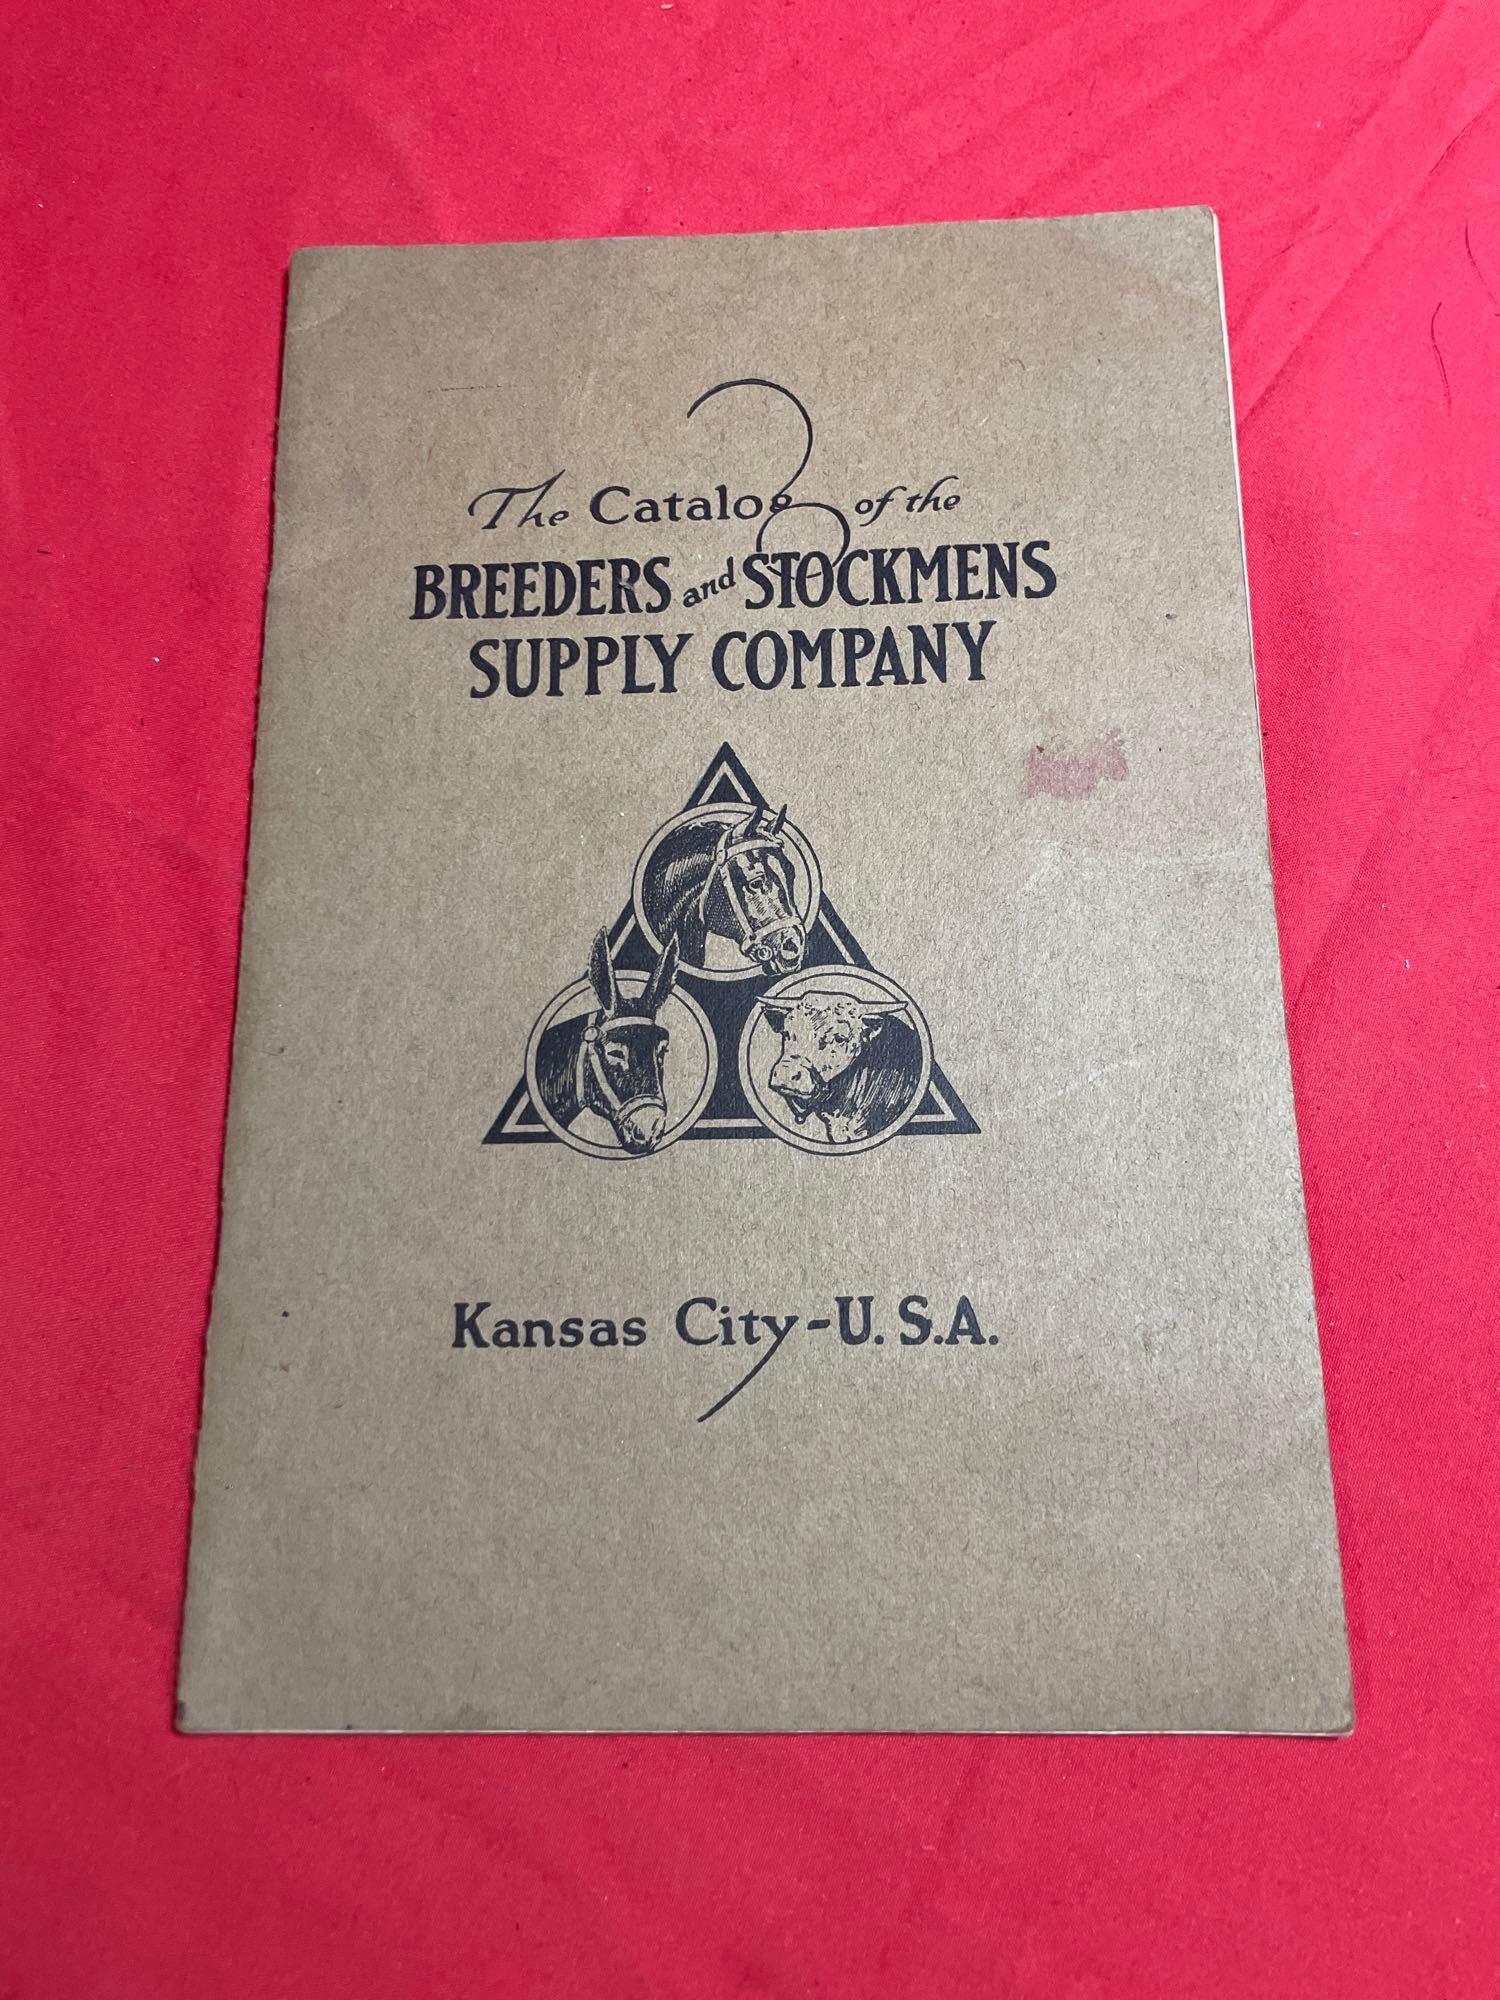 The Catalog of the
BREEDERS and STOCKMENS
SUPPLY COMPANY
Kansas City-U.S.A.